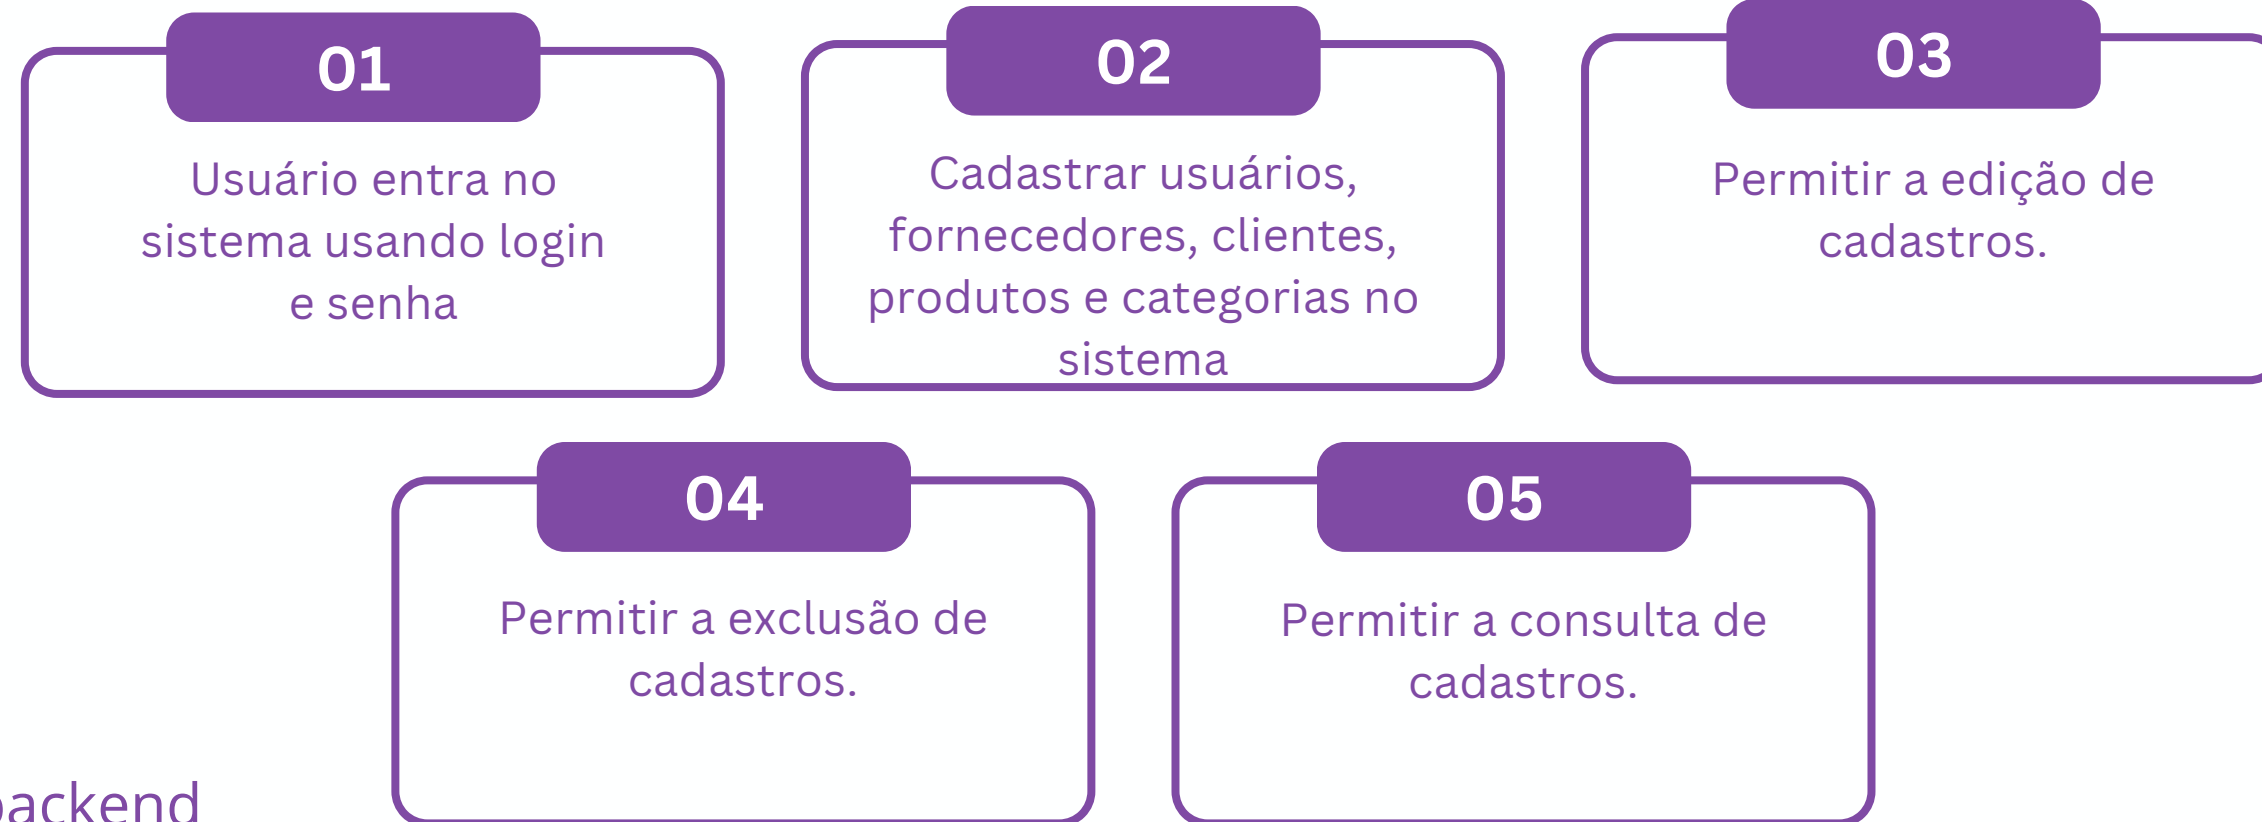 01
Usuário entra no
sistema usando login
e senha
02
Cadastrar usuários,
fornecedores, clientes,
produtos e categorias no
sistema
03
Permitir a edição de
cadastros.
04
Permitir a exclusão de
cadastros.
05
Permitir a consulta de
cadastros.
backend